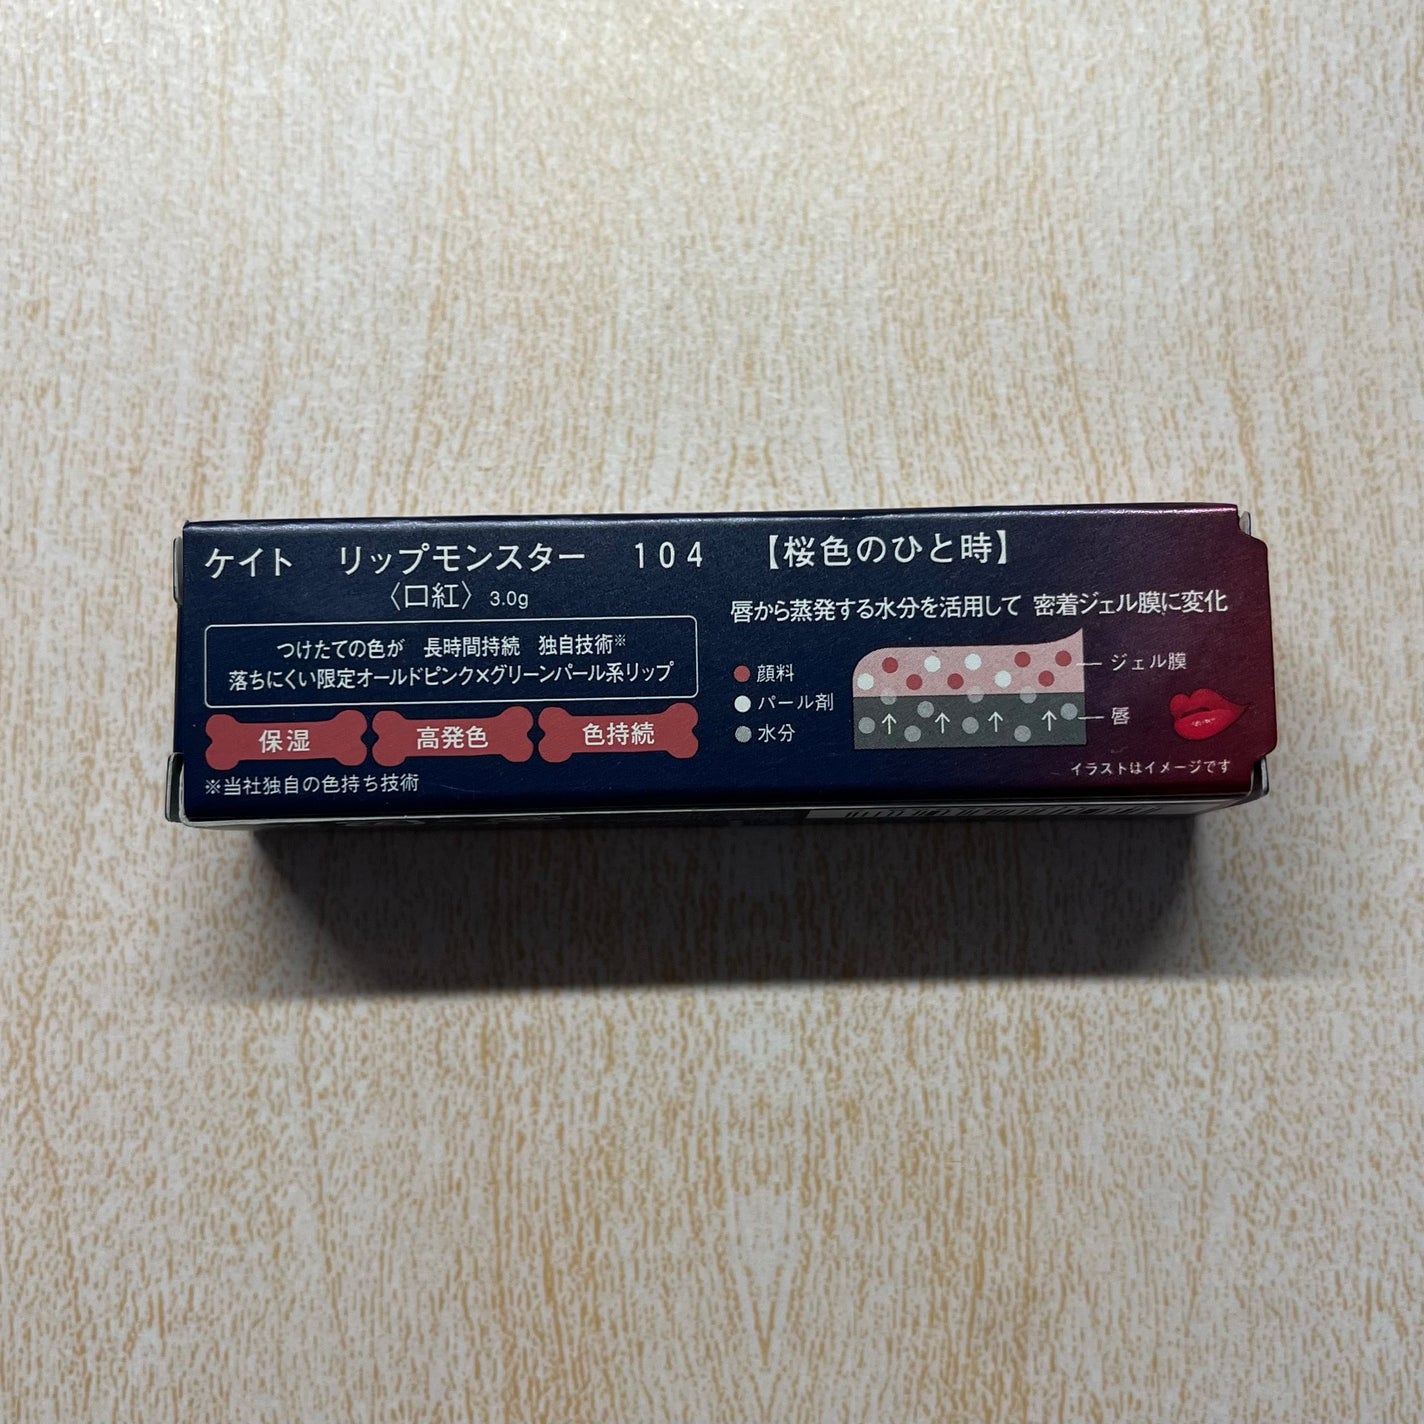 ケイト リップモンスター 104 【桜色のひと時】
〈口紅〉 3.0g
つけたての色が 長時間持続 独自技術※
落ちにくい限定オールドピンク×グリーンパール系リップ
保湿 高発色 色持続
※当社独自の色持ち技術
唇から蒸発する水分を活用して 密着ジェル膜に変化
顔料
パール剤
水分
ジェル膜
唇
イラストはイメージです